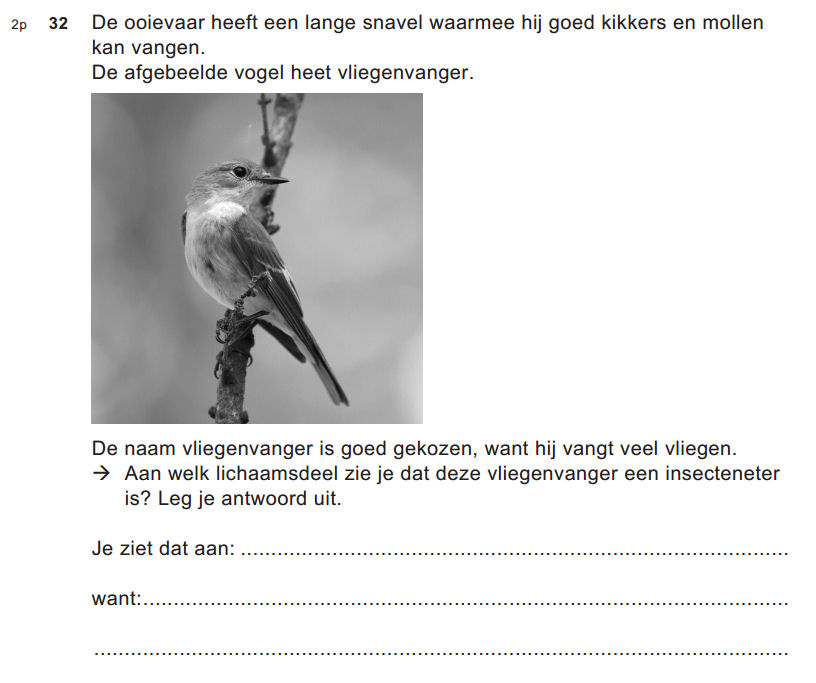 2p 32 De ooievaar heeft een lange snavel waarmee hij goed kikkers en mollen
kan vangen.
De afgebeelde vogel heet vliegenvanger.
De naam vliegenvanger is goed gekozen, want hij vangt veel vliegen.
→ Aan welk lichaamsdeel zie je dat deze vliegenvanger een insecteneter
is? Leg je antwoord uit.
Je ziet dat aan: ..........................................................................................
want:..........................................................................................................
..................................................................................................................